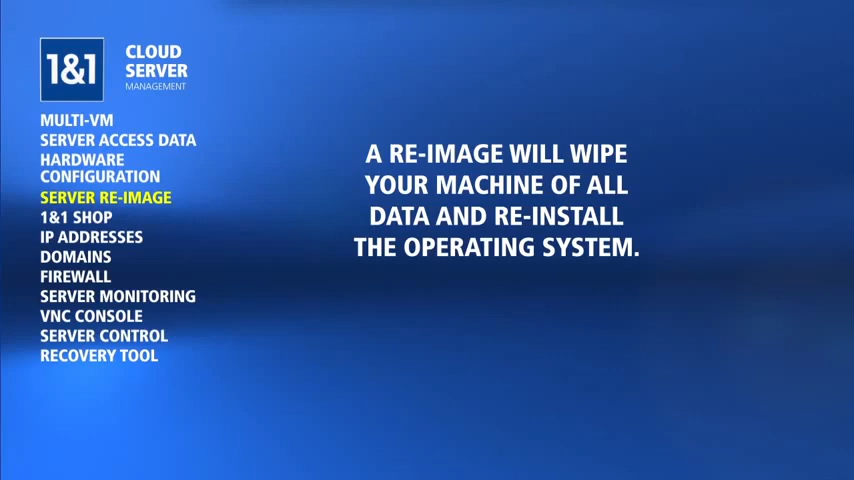 1&1
CLOUD
SERVER
MANAGEMENT
MULTI-VM
SERVER ACCESS DATA
HARDWARE
CONFIGURATION
SERVER RE-IMAGE
1&1 SHOP
IP ADDRESSES
DOMAINS
FIREWALL
SERVER MONITORING
VNC CONSOLE
SERVER CONTROL
RECOVERY TOOL
A RE-IMAGE WILL WIPE
YOUR MACHINE OF ALL
DATA AND RE-INSTALL
THE OPERATING SYSTEM.